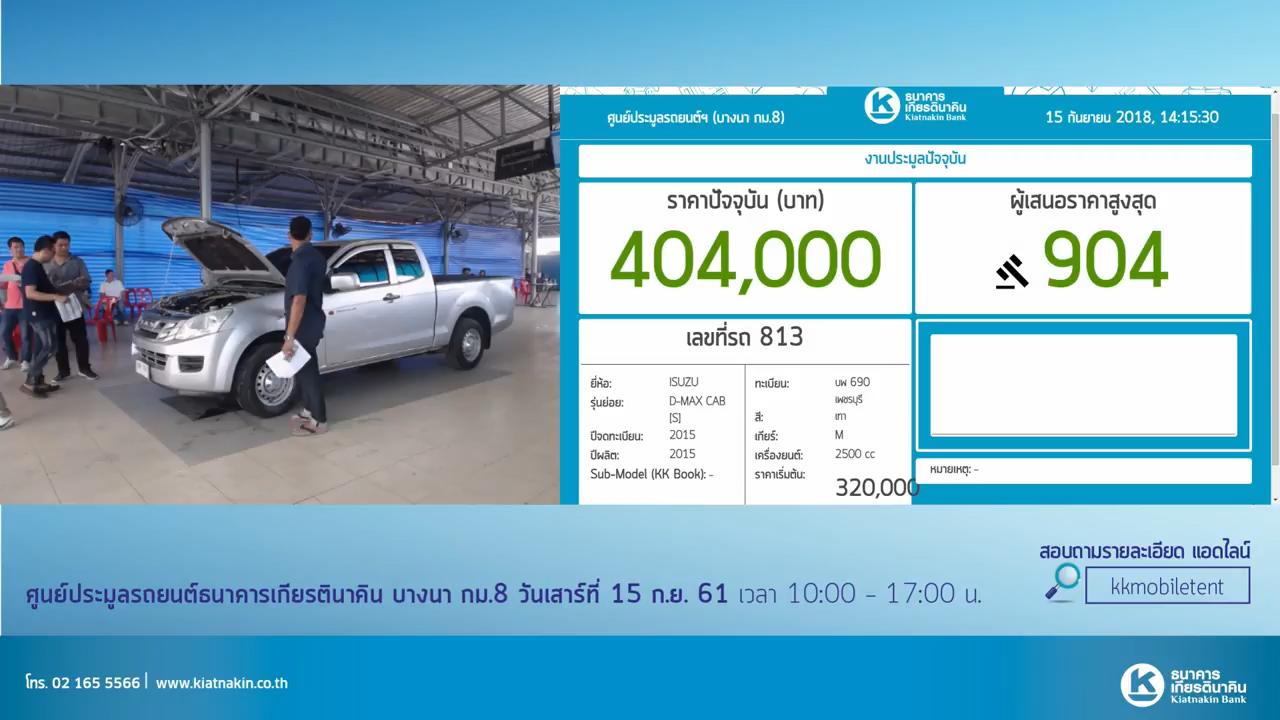 ศูนย์ประมูลรถยนต์ฯ (บางนา กม.8)
ธนาคาร
เกียรตินาคิน
Kiatnakin Bank
15 กันยายน 2018, 14:15:30
งานประมูลปัจจุบัน
ราคาปัจจุบัน (บาท)
404,000
ผู้เสนอราคาสูงสุด
904
เลขที่รถ 813
ยี่ห้อ: ISUZU
รุ่นย่อย: D-MAX CAB
[S]
ปีจดทะเบียน: 2015
ปีผลิต: 2015
Sub-Model (KK Book): -
ทะเบียน: บพ 690
เพชรบุรี
สี: เทา
เกียร์: M
เครื่องยนต์: 2500 cc
ราคาเริ่มต้น:
320,000
หมายเหตุ: -
สอบถามรายละเอียด แอดไลน์
kkmobiletent
ศูนย์ประมูลรถยนต์ธนาคารเกียรตินาคิน บางนา กม.8 วันเสาร์ที่ 15 ก.ย. 61 เวลา 10:00 - 17:00 น.
โทร. 02 165 5566 | www.kiatnakin.co.th
ธนาคาร
เกียรตินาคิน
Kiatnakin Bank